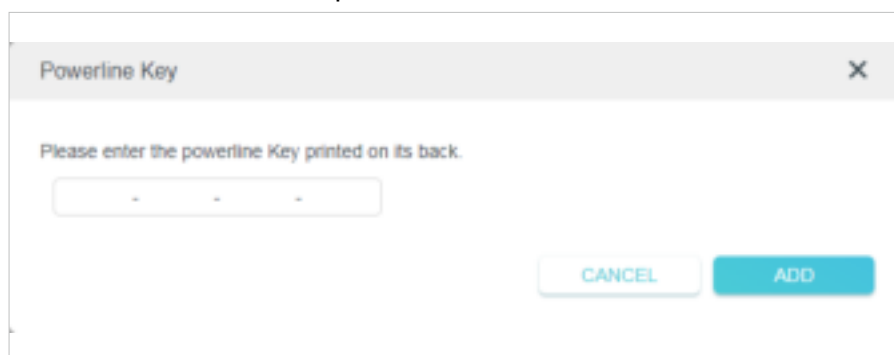 Powerline Key
Please enter the powerline Key printed on its back.
- - -
CANCEL ADD